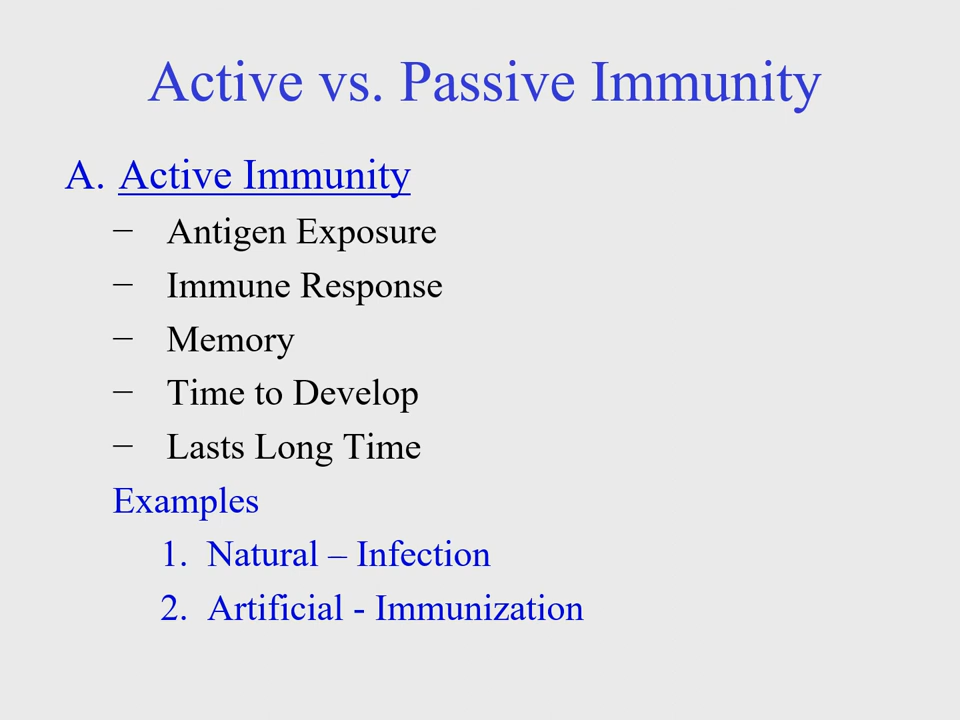 Active vs. Passive Immunity
A. Active Immunity
− Antigen Exposure
− Immune Response
− Memory
− Time to Develop
− Lasts Long Time
Examples
1. Natural – Infection
2. Artificial - Immunization